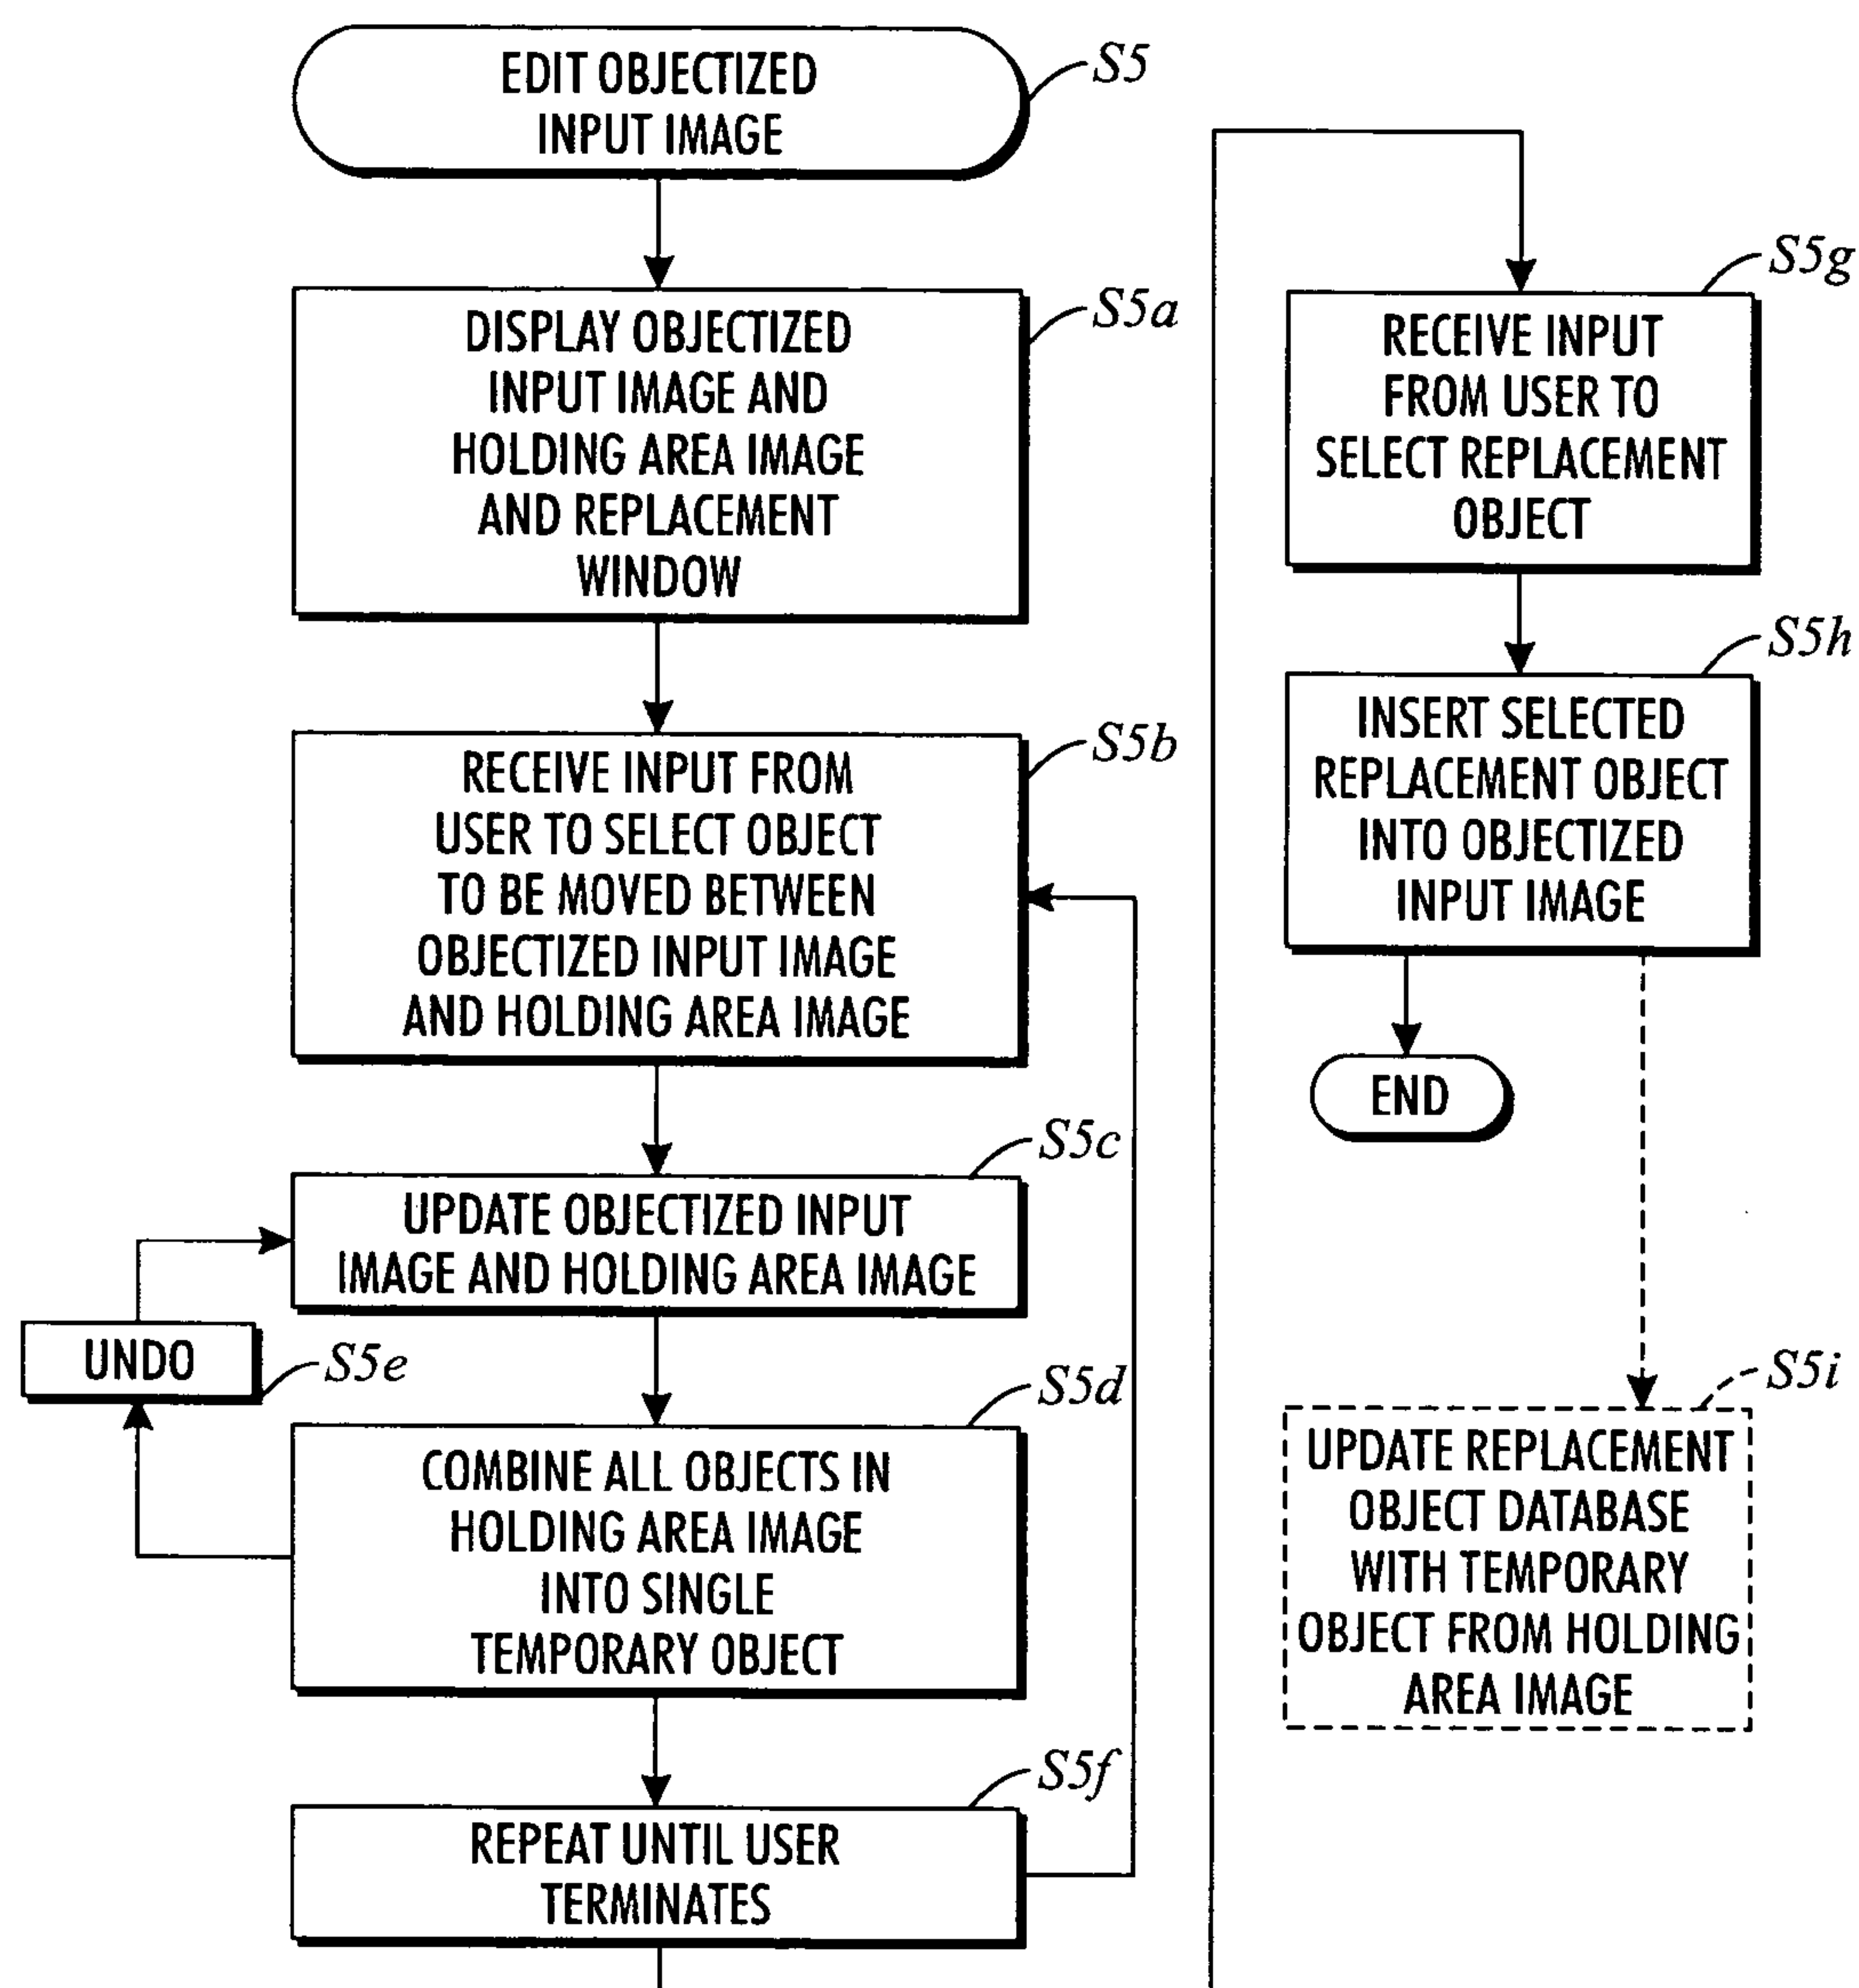 EDIT OBJECTIZED
INPUT IMAGE
S5
DISPLAY OBJECTIZED
INPUT IMAGE AND
HOLDING AREA IMAGE
AND REPLACEMENT
WINDOW
S5a
RECEIVE INPUT FROM
USER TO SELECT OBJECT
TO BE MOVED BETWEEN
OBJECTIZED INPUT IMAGE
AND HOLDING AREA IMAGE
S5b
UPDATE OBJECTIZED INPUT
IMAGE AND HOLDING AREA IMAGE
S5c
UNDO
S5e
COMBINE ALL OBJECTS IN
HOLDING AREA IMAGE
INTO SINGLE
TEMPORARY OBJECT
S5d
REPEAT UNTIL USER
TERMINATES
S5f
RECEIVE INPUT
FROM USER TO
SELECT REPLACEMENT
OBJECT
S5g
INSERT SELECTED
REPLACEMENT OBJECT
INTO OBJECTIZED
INPUT IMAGE
S5h
END
UPDATE REPLACEMENT
OBJECT DATABASE
WITH TEMPORARY
OBJECT FROM HOLDING
AREA IMAGE
S5i